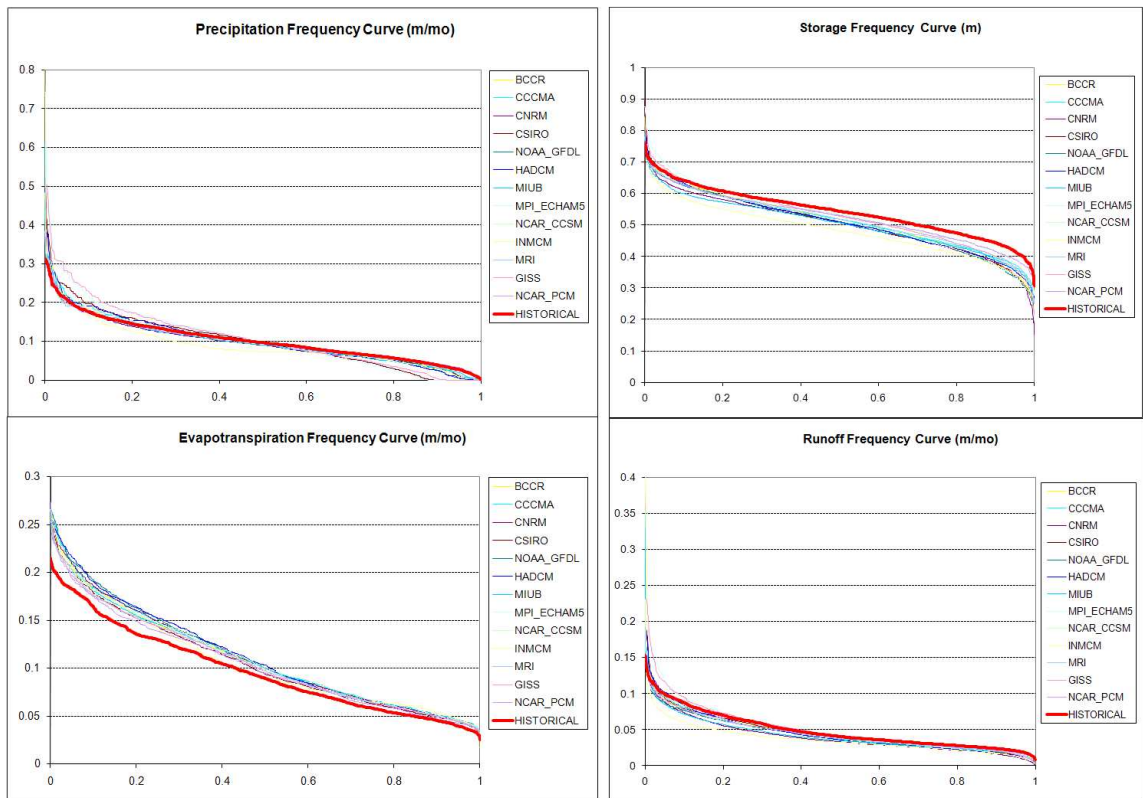 Precipitation Frequency Curve (m/mo)
0.8
0.7
0.6
0.5
0.4
0.3
0.2
0.1
0
0
0.2
0.4
0.6
0.8
1
BCCR
CCCMA
CNRM
CSIRO
NOAA_GFDL
HADCM
MIUB
MPI_ECHAM5
NCAR_CCSM
INMCM
MRI
GISS
NCAR_PCM
HISTORICAL
Storage Frequency Curve (m)
1
0.9
0.8
0.7
0.6
0.5
0.4
0.3
0.2
0.1
0
0
0.2
0.4
0.6
0.8
1
BCCR
CCCMA
CNRM
CSIRO
NOAA_GFDL
HADCM
MIUB
MPI_ECHAM5
NCAR_CCSM
INMCM
MRI
GISS
NCAR_PCM
HISTORICAL
Evapotranspiration Frequency Curve (m/mo)
0.3
0.25
0.2
0.15
0.1
0.05
0
0
0.2
0.4
0.6
0.8
1
BCCR
CCCMA
CNRM
CSIRO
NOAA_GFDL
HADCM
MIUB
MPI_ECHAM5
NCAR_CCSM
INMCM
MRI
GISS
NCAR_PCM
HISTORICAL
Runoff Frequency Curve (m/mo)
0.4
0.35
0.3
0.25
0.2
0.15
0.1
0.05
0
0
0.2
0.4
0.6
0.8
1
BCCR
CCCMA
CNRM
CSIRO
NOAA_GFDL
HADCM
MIUB
MPI_ECHAM5
NCAR_CCSM
INMCM
MRI
GISS
NCAR_PCM
HISTORICAL